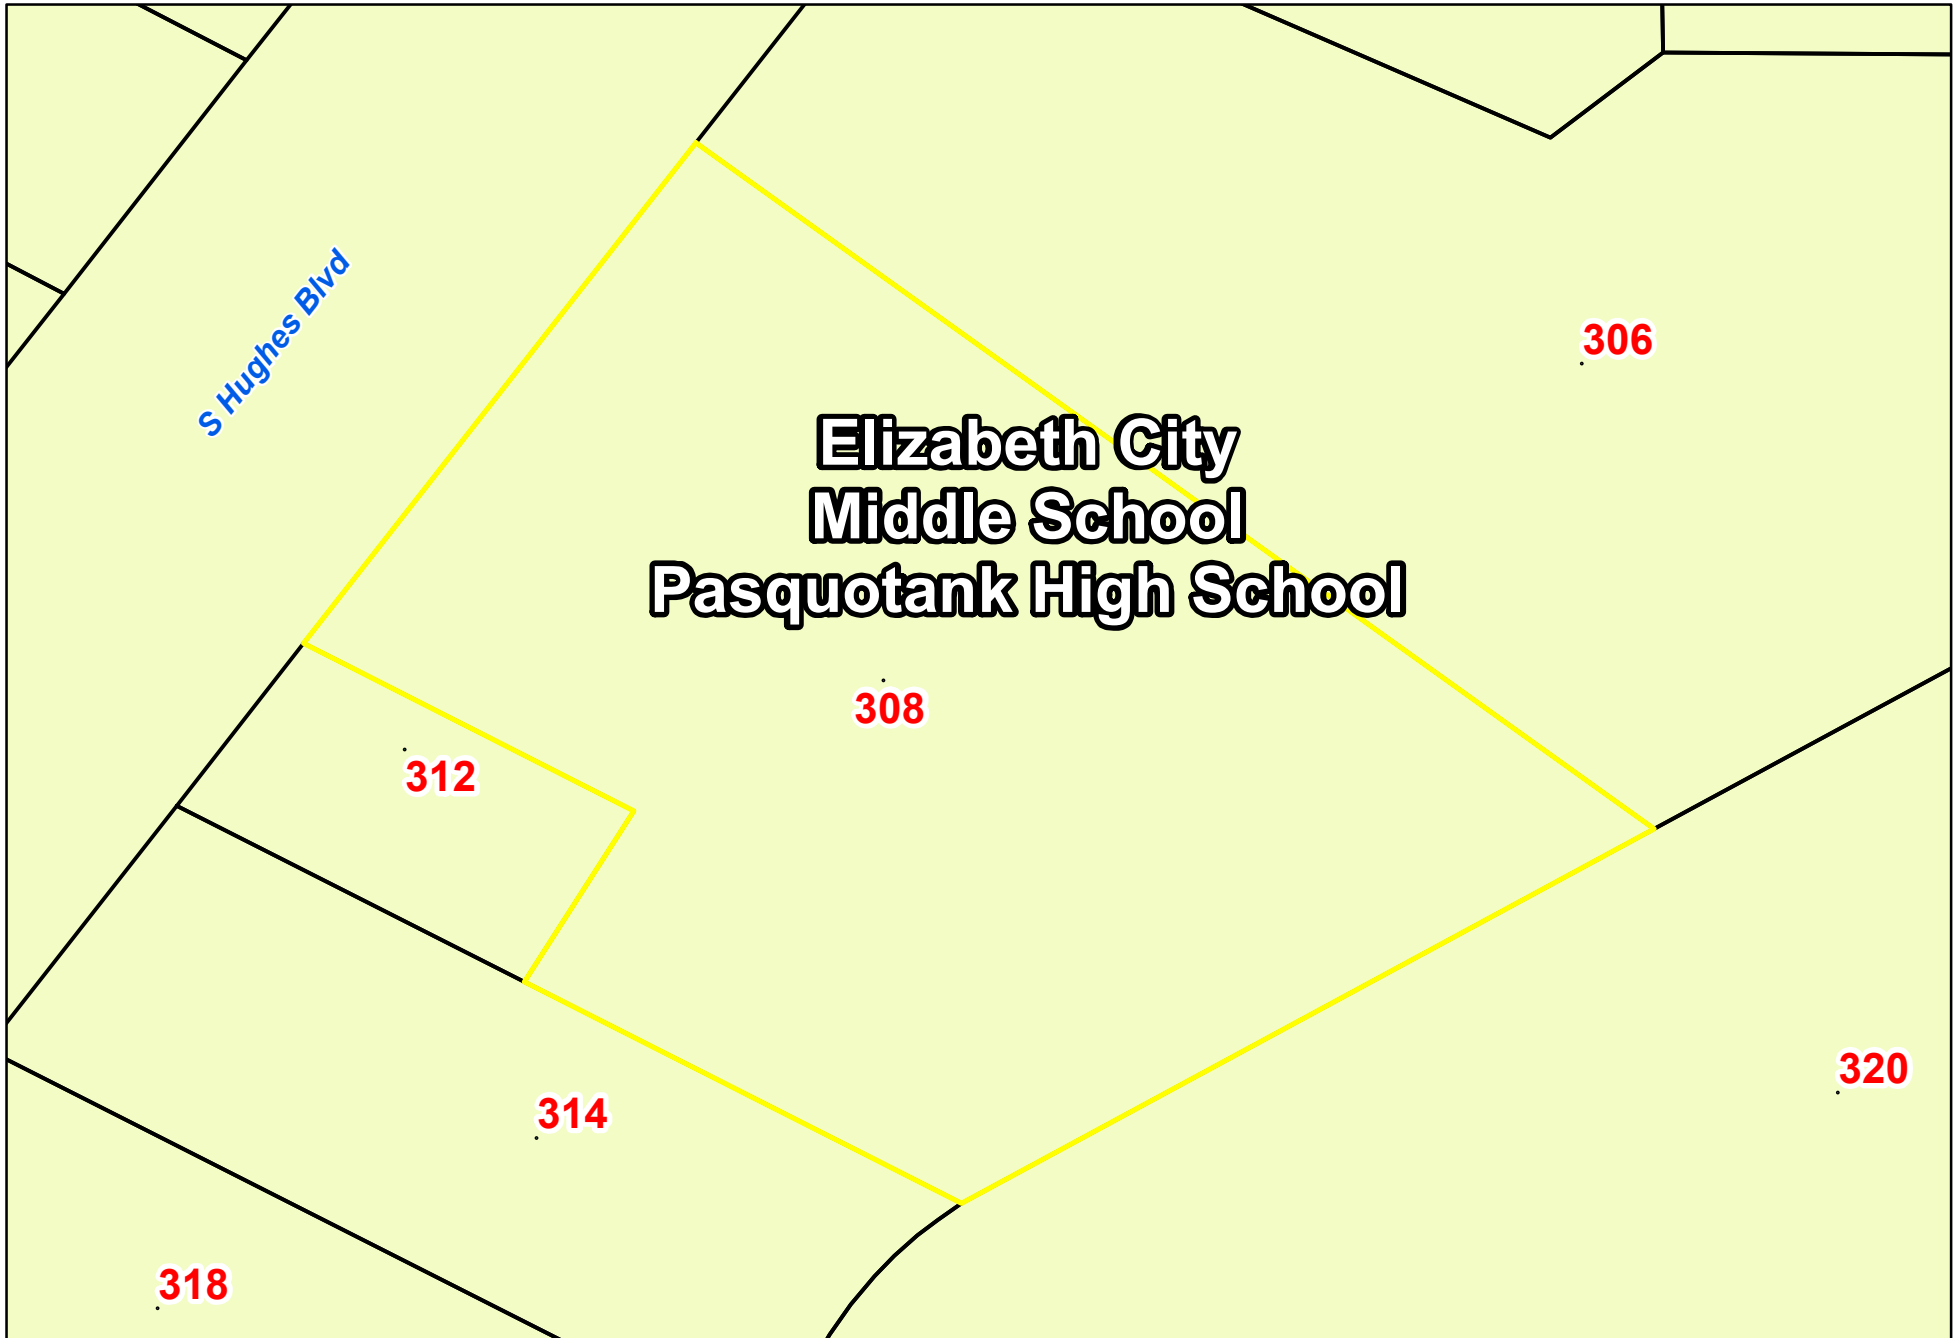 S Hughes Blvd
306
Elizabeth City
Middle School
Pasquotank High School
308
312
320
314
318